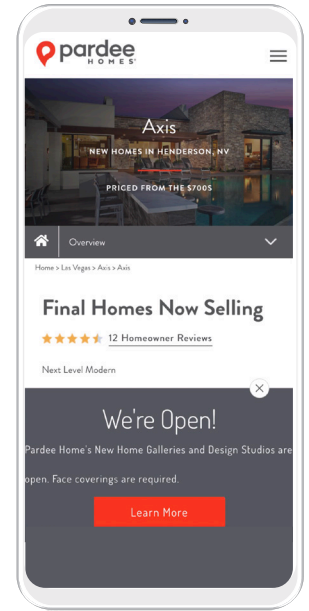 pardee
HOMES
Axis
NEW HOMES IN HENDERSON, NV
PRICED FROM THE $700S
Overview
Home > Las Vegas > Axis > Axis
Final Homes Now Selling
12 Homeowner Reviews
Next Level Modern
We're Open!
Pardee Home's New Home Galleries and Design Studios are
open. Face coverings are required.
Learn More